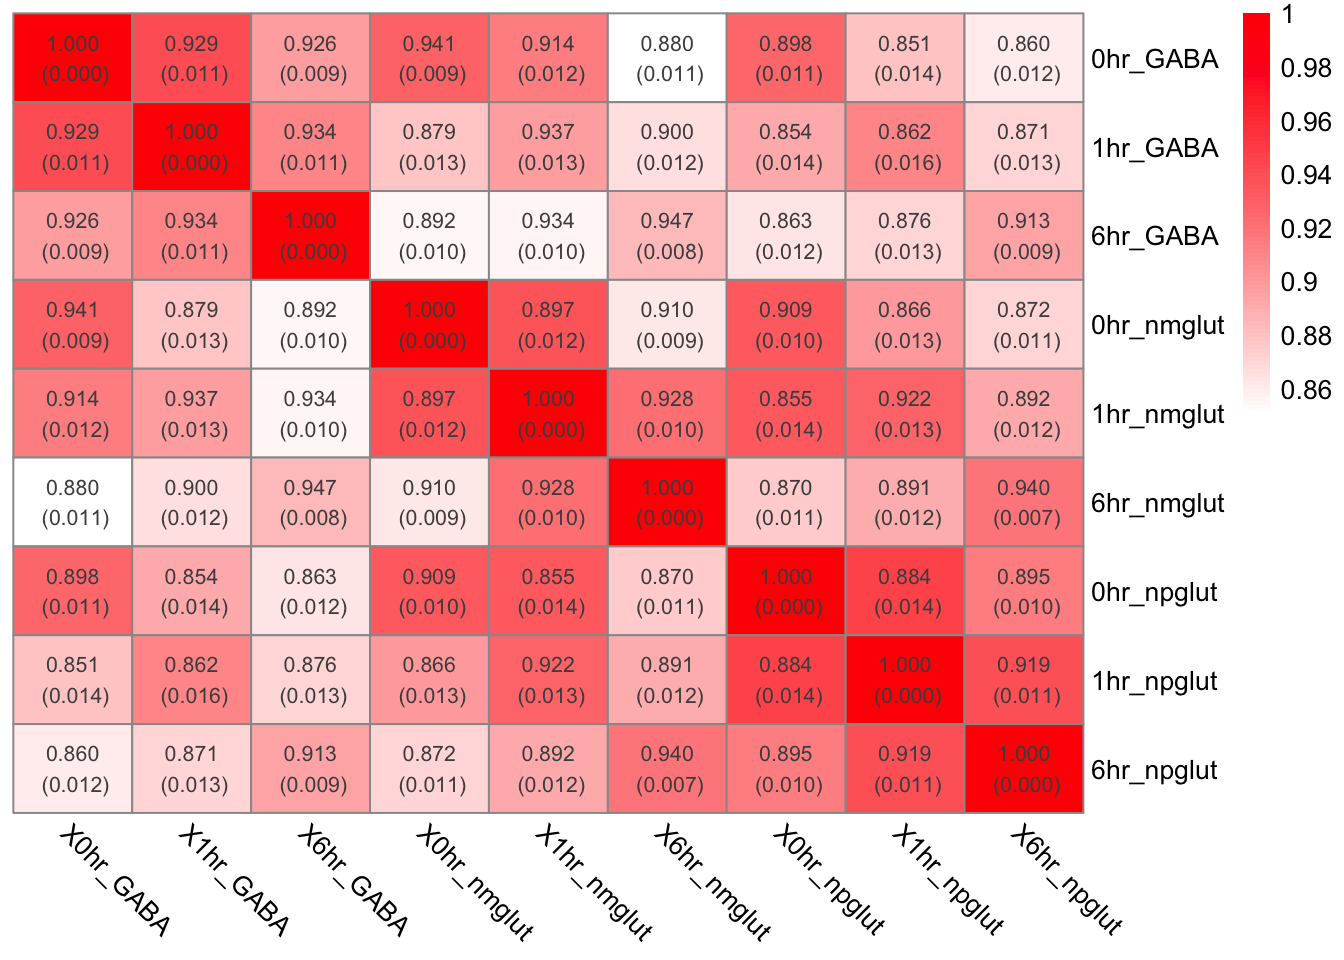 1.000 0.929 0.926 0.941 0.914 0.880 0.898 0.851 0.860
(0.000) (0.011) (0.009) (0.009) (0.012) (0.011) (0.011) (0.014) (0.012)
0hr_GABA
0.929 1.000 0.934 0.879 0.937 0.900 0.854 0.862 0.871
(0.011) (0.000) (0.011) (0.013) (0.013) (0.012) (0.014) (0.016) (0.013)
1hr_GABA
0.926 0.934 1.000 0.892 0.934 0.947 0.863 0.876 0.913
(0.009) (0.011) (0.000) (0.010) (0.010) (0.008) (0.012) (0.013) (0.009)
6hr_GABA
0.941 0.879 0.892 1.000 0.897 0.910 0.909 0.866 0.872
(0.009) (0.013) (0.010) (0.000) (0.012) (0.009) (0.010) (0.013) (0.011)
0hr_nmglut
0.914 0.937 0.934 0.897 1.000 0.928 0.855 0.922 0.892
(0.012) (0.013) (0.010) (0.012) (0.000) (0.010) (0.014) (0.013) (0.012)
1hr_nmglut
0.880 0.900 0.947 0.910 0.928 1.000 0.870 0.891 0.940
(0.011) (0.012) (0.008) (0.009) (0.010) (0.000) (0.011) (0.012) (0.007)
6hr_nmglut
0.898 0.854 0.863 0.909 0.855 0.870 1.000 0.884 0.895
(0.011) (0.014) (0.012) (0.010) (0.014) (0.011) (0.000) (0.014) (0.010)
0hr_npglut
0.851 0.862 0.876 0.866 0.922 0.891 0.884 1.000 0.919
(0.014) (0.016) (0.013) (0.013) (0.013) (0.012) (0.014) (0.000) (0.011)
1hr_npglut
0.860 0.871 0.913 0.872 0.892 0.940 0.895 0.919 1.000
(0.012) (0.013) (0.009) (0.011) (0.012) (0.007) (0.010) (0.011) (0.000)
6hr_npglut
X0hr_GABA
X1hr_GABA
X6hr_GABA
X0hr_nmglut
X1hr_nmglut
X6hr_nmglut
X0hr_npglut
X1hr_npglut
X6hr_npglut
1
0.98
0.96
0.94
0.92
0.9
0.88
0.86